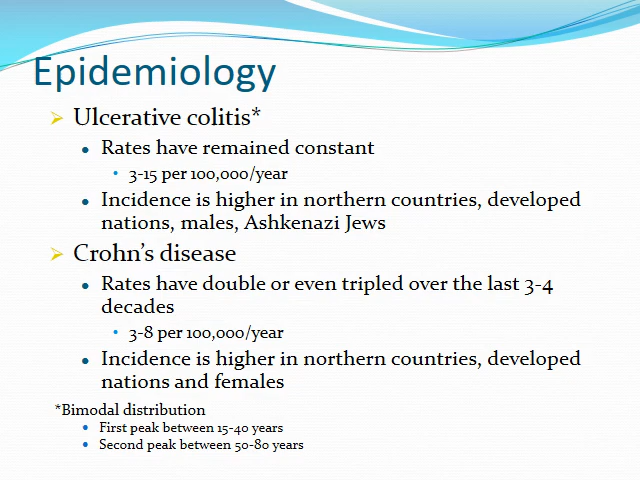 Epidemiology
Ulcerative colitis*
Rates have remained constant
3-15 per 100,000/year
Incidence is higher in northern countries, developed
nations, males, Ashkenazi Jews
Crohn's disease
Rates have double or even tripled over the last 3-4
decades
3-8 per 100,000/year
Incidence is higher in northern countries, developed
nations and females
*Bimodal distribution
First peak between 15-40 years
Second peak between 50-80 years